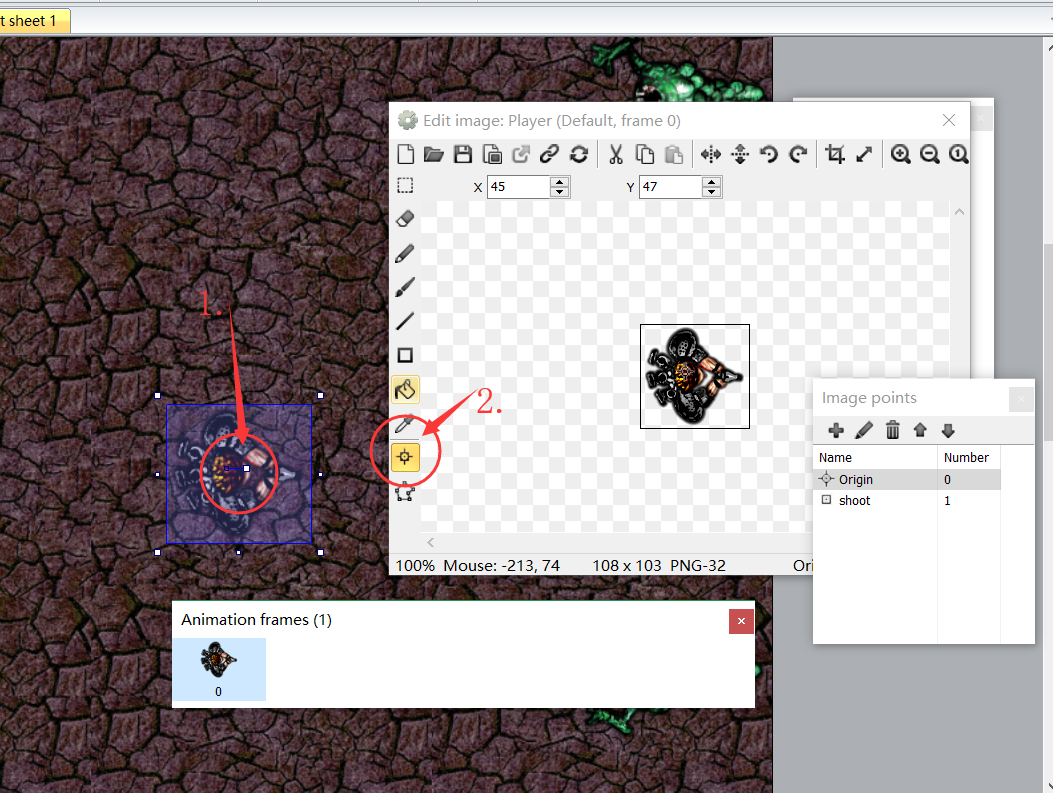 t sheet 1
Edit image: Player (Default, frame 0)
X 45 Y 47
1.
2.
Image points
Name Number
Origin 0
shoot 1
100% Mouse: -213, 74 108 x 103 PNG-32 Ori
Animation frames (1)
0